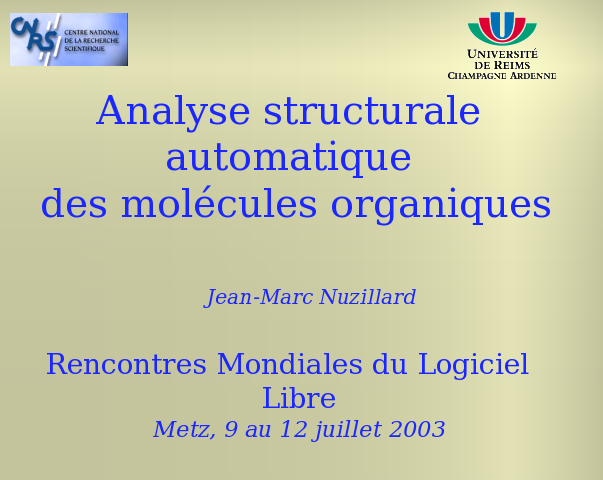 CNRS
CENTRE NATIONAL
DE LA RECHERCHE
SCIENTIFIQUE
UNIVERSITÉ
DE REIMS
CHAMPAGNE ARDENNE
Analyse structurale
automatique
des molécules organiques
Jean-Marc Nuzillard
Rencontres Mondiales du Logiciel
Libre
Metz, 9 au 12 juillet 2003